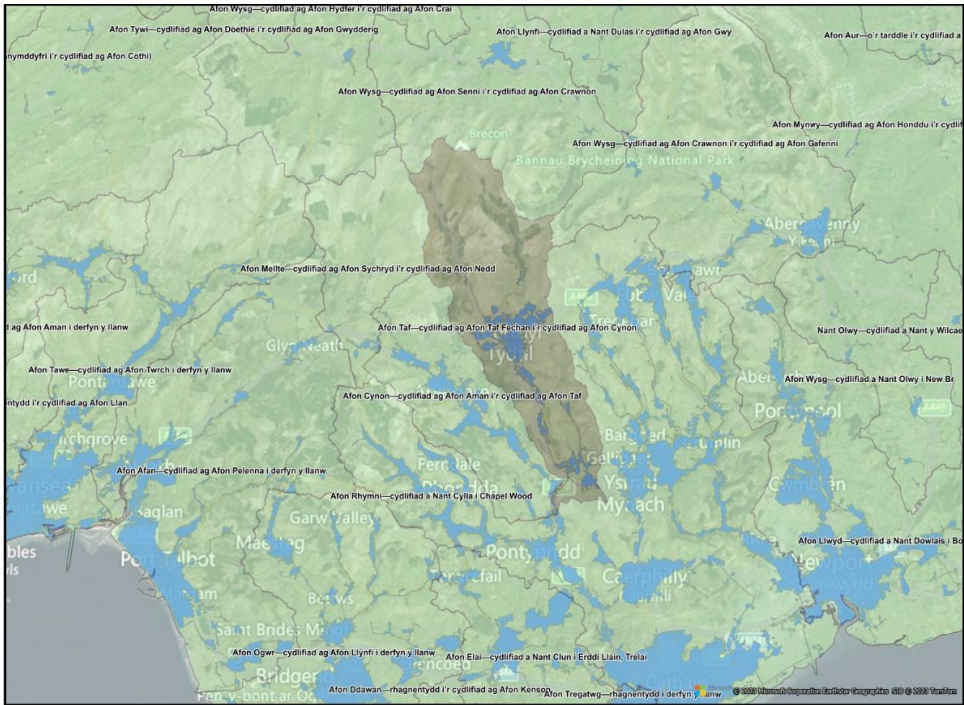 Afon Wysg—cydlifiad ag Afon Hydfer i'r cydlifiad ag Afon Crai
Afon Tywi—cydlifiad ag Afon Doethie i'r cydlifiad ag Afon Gwydderig
Afon Llynfi—cydlifiad a Nant Dulas i'r cydlifiad ag Afon Gwy
Afon Aur—o'r tarddle i'r cydlifiad a
nymddyfri i'r cydlifiad ag Afon Cothi)
Afon Wysg—cydlifiad ag Afon Senni i'r cydlifiad ag Afon Crawnon
Afon Mynwy—cydlifiad ag Afon Honddu i'r cydlif
Brecon
Afon Wysg—cydlifiad ag Afon Crawnon i'r cydlifiad ag Afon Gafenni
Bannau Brycheiniog National Park
Abergavenny
Afon Mellte—cydlifiad ag Afon Sychryd i'r cydlifiad ag Afon Nedd
ford
Afon Taf—cydlifiad ag Afon Taf Fechan i'r cydlifiad ag Afon Cynon
d ag Afon Aman i derfyn y llanw
Nant Olwy—cydlifiad a Nant y Wilcae
Glyn Neath
Tydfil
Afon Tawe—cydlifiad ag Afon Twrch i derfyn y llanw
Pontardawe
Afon Wysg—cydlifiad a Nant Olwy i New Br
Afon Cynon—cydlifiad ag Afon Aman i'r cydlifiad ag Afon Taf
ontydd i'r cydlifiad ag Afon Llan
Pontypool
A449
Bargoed
Afon Afan—cydlifiad ag Afon Pelenna i derfyn y llanw
Ferndale
Rhondda
Ystrad
Mynach
Cwmbran
Afon Rhymni—cydlifiad a Nant Cylla i Chapel Wood
Garw Valley
Maesteg
Port Talbot
Pontypridd
Afon Llwyd—cydlifiad a Nant Dowlais i Bo
Newport
bles
Caerphilly
Margam
Saint Brides Minor
Afon Ogwr—cydlifiad ag Afon Llynfi i derfyn y llanw
Afon Elai—cydlifiad a Nant Clun i Erddi Llain, Trelai
Pencoed
Bridgend
Pen-y-bont ar Og
Afon Ddawan—rhagnentydd i'r cydlifiad ag Afon Kenson
Afon Tregatwg—rhagnentydd i derfyn y llanw
© 2023 Microsoft Corporation Earthstar Geographics SIO © 2023 TomTom